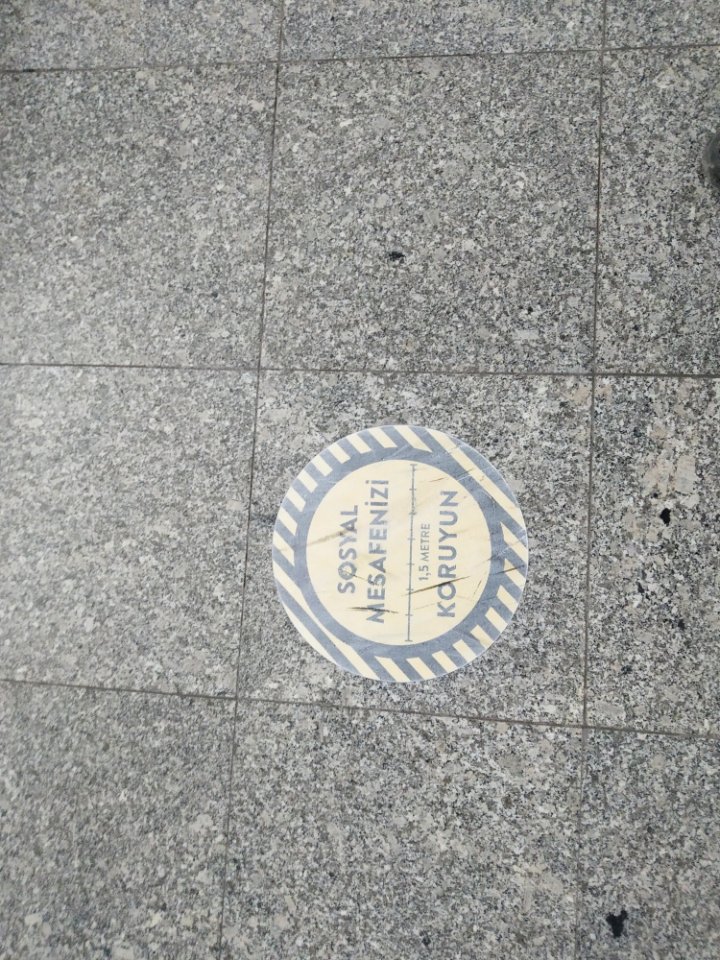 SOSYAL
MESAFENİZİ
1,5 METRE
KORUYUN